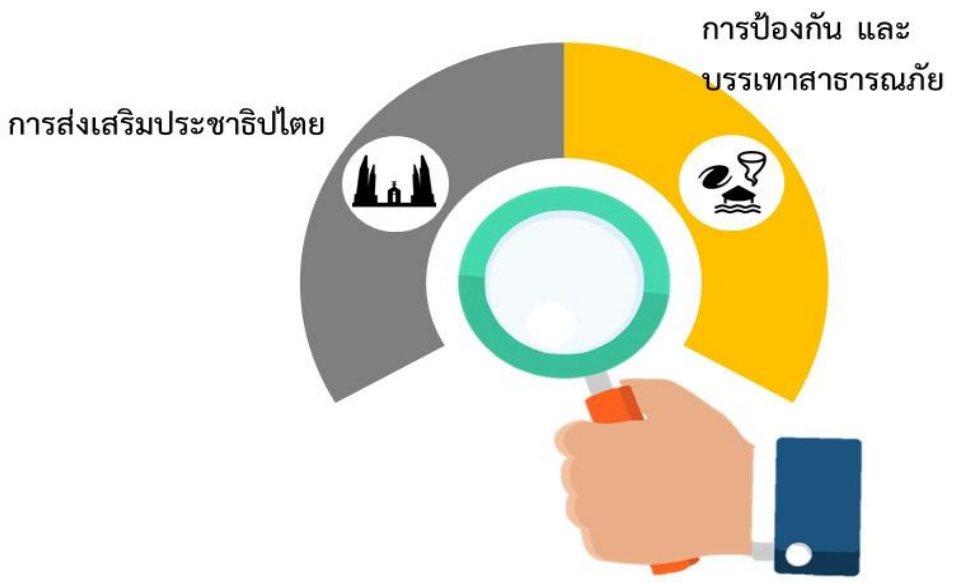 การป้องกัน และ
บรรเทาสาธารณภัย
การส่งเสริมประชาธิปไตย